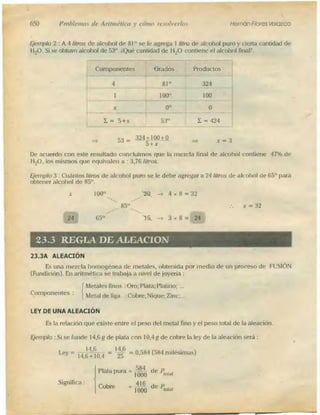 650 Problemas de Aritmética y cómo resolverlos Hernán Flores Velazco
Ejemplo 2 : A 4 litros de alcohol de 81° se le agrega 1 litro de alcohol puro y cierta cantidad de
H₂O. Si se obtuvo alcohol de 53°. ¿Qué cantidad de H₂O contiene el alcohol final?.
Componentes Grados Productos
4 81° 324
1 100° 100
x 0° 0
Σ = 5+x 53° Σ = 424
⇒ 53 = 324+100+0 / 5+x ⇒ x = 3
De acuerdo con este resultado concluimos que la mezcla final de alcohol contiene 47% de
H₂O, los mismos que equivalen a : 3,76 litros.
Ejemplo 3 : Cuántos litros de alcohol puro se le debe agregar a 24 litros de alcohol de 65° para
obtener alcohol de 85°.
x 100° 20 → 4 × 8 = 32
85° ∴ x = 32
24 65° 15 → 3 × 8 = 24
23.3 REGLA DE ALEACION
23.3A ALEACIÓN
Es una mezcla homogénea de metales, obtenida por medio de un proceso de FUSIÓN
(Fundición). En aritmética se trabaja a nivel de joyería :
Componentes : Metales finos : Oro; Plata; Platino; ...
Metal de liga : Cobre; Níque; Zinc; ...
LEY DE UNA ALEACIÓN
Es la relación que existe entre el peso del metal fino y el peso total de la aleación.
Ejemplo : Si se funde 14,6 g de plata con 10,4 g de cobre la ley de la aleación será :
Ley = 14,6 / 14,6+10,4 = 14,6 / 25 = 0,584 (584 milésimas)
Significa : Plata pura = 584/1000 de P total
Cobre = 416/1000 de P total